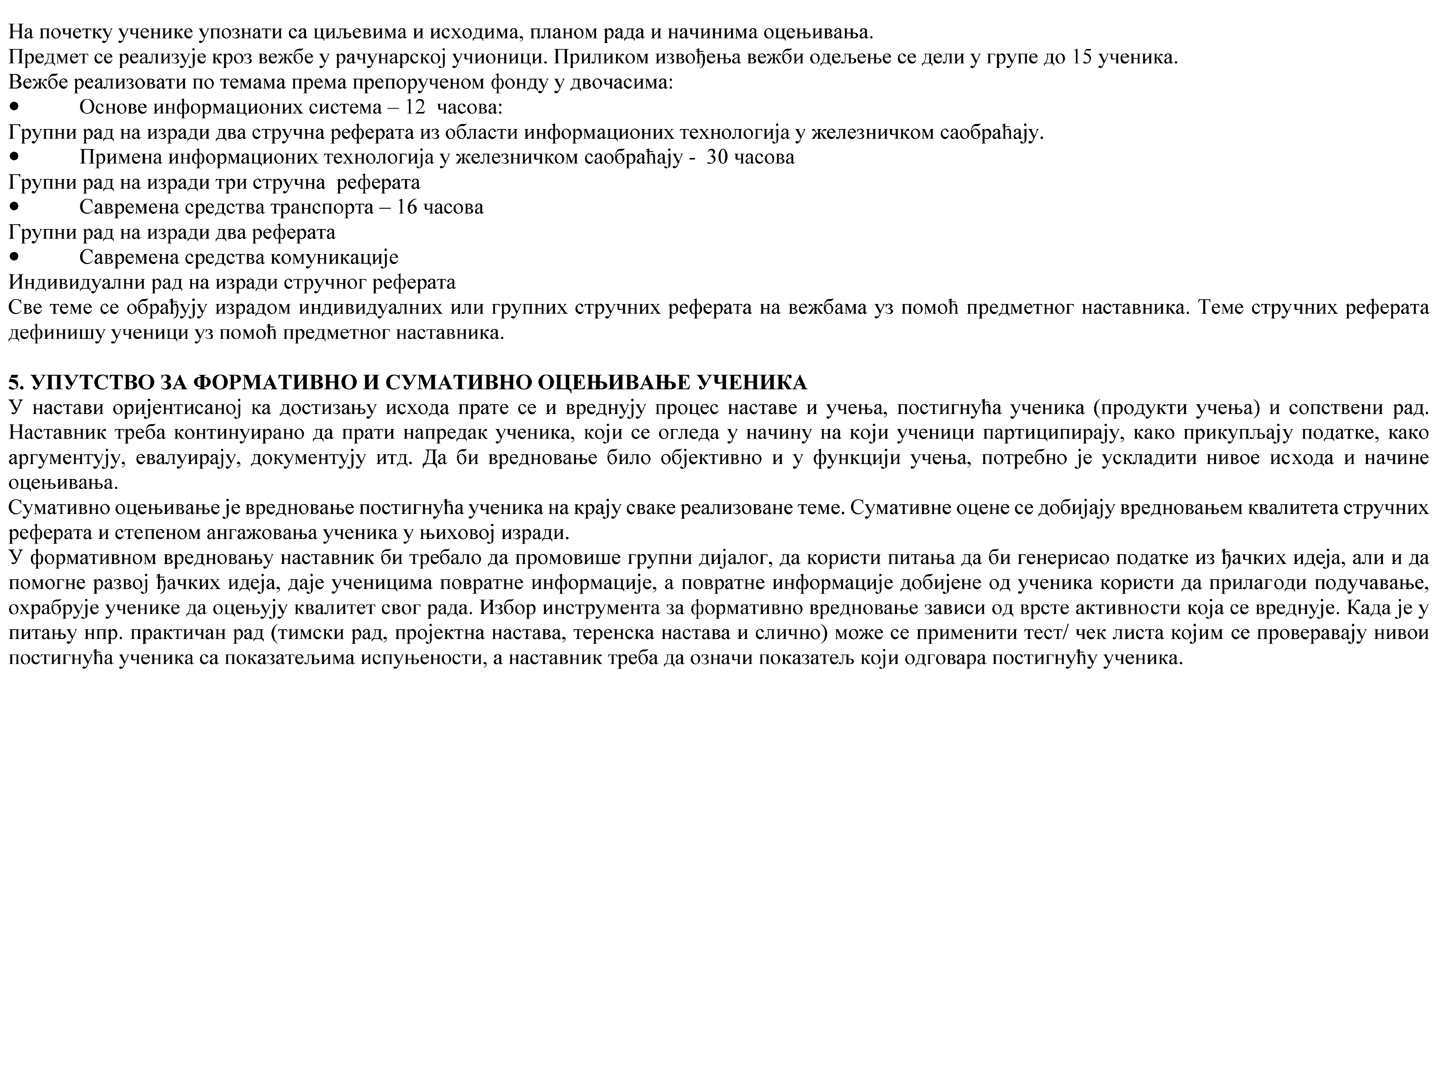 На почетку ученике упознати са циљевима и исходима, планом рада и начинима оцењивања.
Предмет се реализује кроз вежбе у рачунарској учионици. Приликом извођења вежби одељење се дели у групе до 15 ученика.
Вежбе реализовати по темама према препорученом фонду у двочасима:
• Основе информационих система – 12 часова:
Групни рад на изради два стручна реферата из области информационих технологија у железничком саобраћају.
• Примена информационих технологија у железничком саобраћају - 30 часова
Групни рад на изради три стручна реферата
• Савремена средства транспорта – 16 часова
Групни рад на изради два реферата
• Савремена средства комуникације
Индивидуални рад на изради стручног реферата
Све теме се обрађују израдом индивидуалних или групних стручних реферата на вежбама уз помоћ предметног наставника. Теме стручних реферата
дефинишу ученици уз помоћ предметног наставника.
5. УПУТСТВО ЗА ФОРМАТИВНО И СУМАТИВНО ОЦЕЊИВАЊЕ УЧЕНИКА
У настави оријентисаној ка достизању исхода прате се и вреднују процес наставе и учења, постигнућа ученика (продукти учења) и сопствени рад.
Наставник треба континуирано да прати напредак ученика, који се огледа у начину на који ученици партиципирају, како прикупљају податке, како
аргументују, евалуирају, документују итд. Да би вредновање било објективно и у функцији учења, потребно је ускладити нивое исхода и начине
оцењивања.
Сумативно оцењивање је вредновање постигнућа ученика на крају сваке реализоване теме. Сумативне оцене се добијају вредновањем квалитета стручних
реферата и степеном ангажовања ученика у њиховој изради.
У формативном вредновању наставник би требало да промовише групни дијалог, да користи питања да би генерисао податке из ђачких идеја, али и да
помогне развој ђачких идеја, даје ученицима повратне информације, а повратне информације добијене од ученика користи да прилагоди подучавање,
охрабрује ученике да оцењују квалитет свог рада. Избор инструмента за формативно вредновање зависи од врсте активности која се вреднује. Када је у
питању нпр. практичан рад (тимски рад, пројектна настава, теренска настава и слично) може се применити тест/ чек листа којим се проверавају нивои
постигнућа ученика са показатељима испуњености, а наставник треба да означи показатељ који одговара постигнућу ученика.